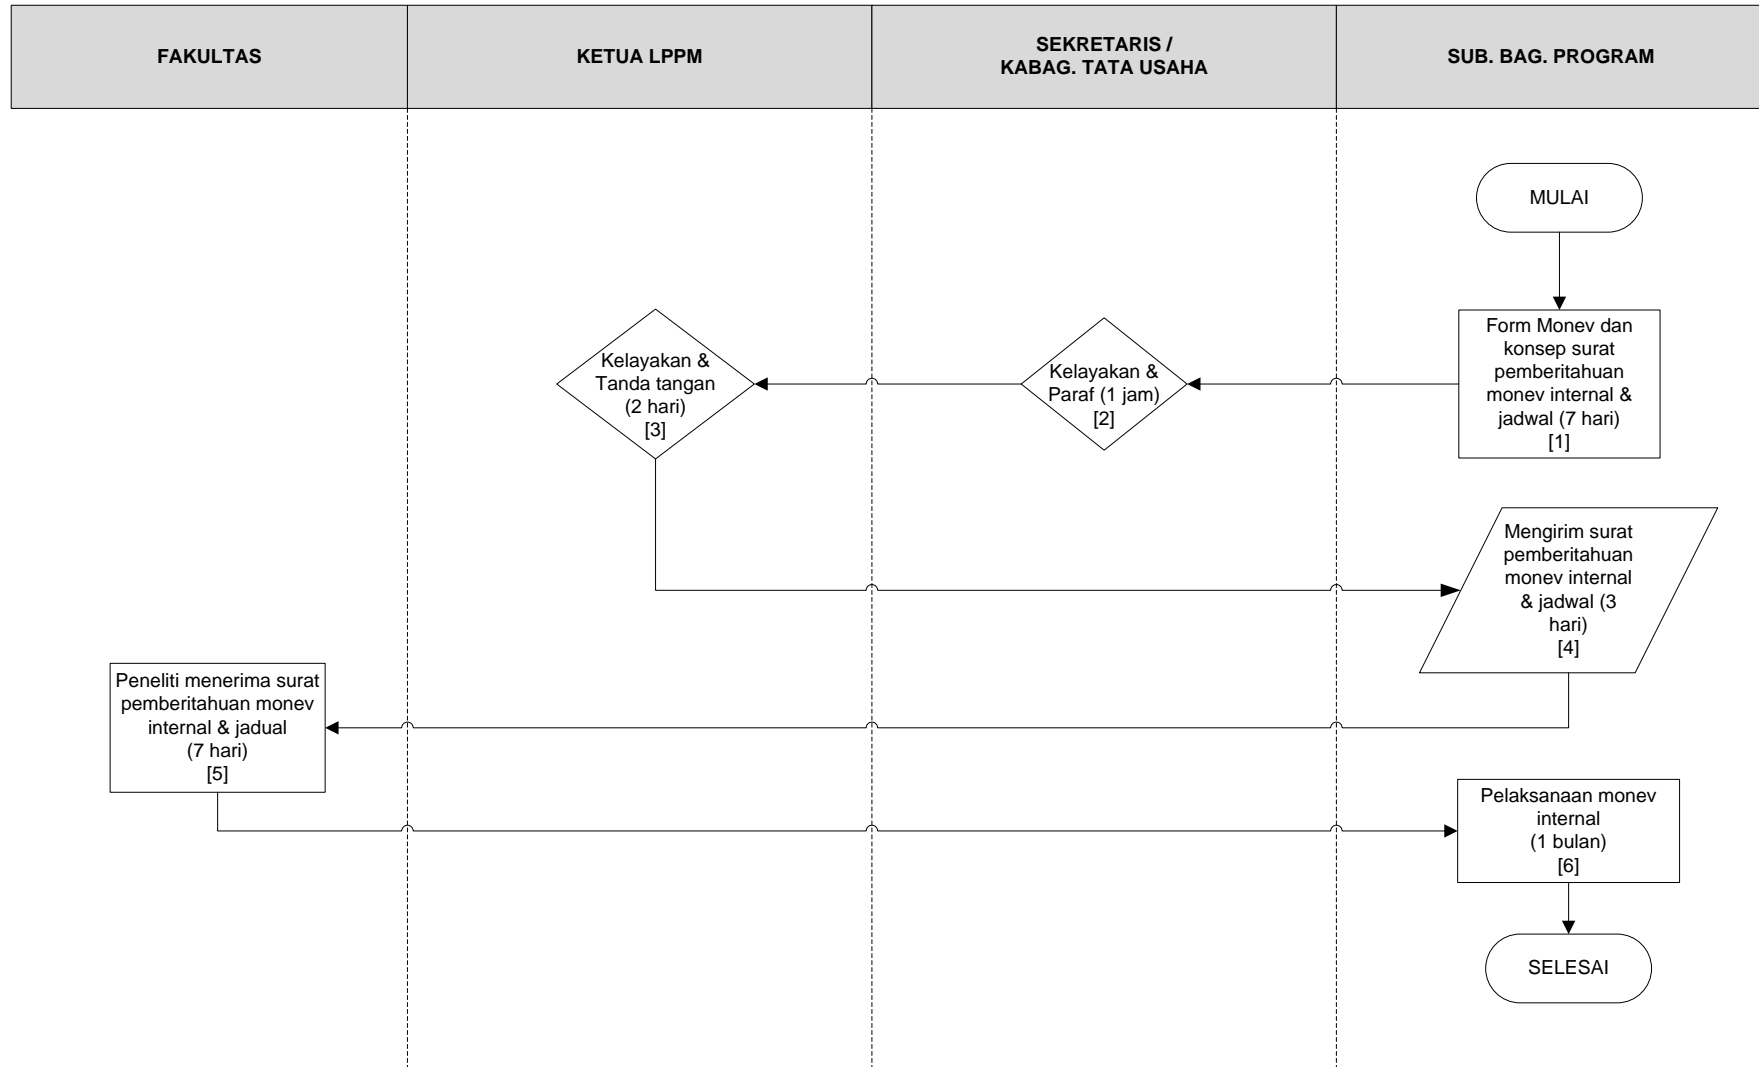 FAKULTAS
KETUA LPPM
SEKRETARIS /
KABAG. TATA USAHA
SUB. BAG. PROGRAM
MULAI
Form Monev dan
konsep surat
pemberitahuan
monev internal &
jadwal (7 hari)
[1]
Kelayakan &
Paraf (1 jam)
[2]
Kelayakan &
Tanda tangan
(2 hari)
[3]
Mengirim surat
pemberitahuan
monev internal
& jadwal (3
hari)
[4]
Peneliti menerima surat
pemberitahuan monev
internal & jadual
(7 hari)
[5]
Pelaksanaan monev
internal
(1 bulan)
[6]
SELESAI